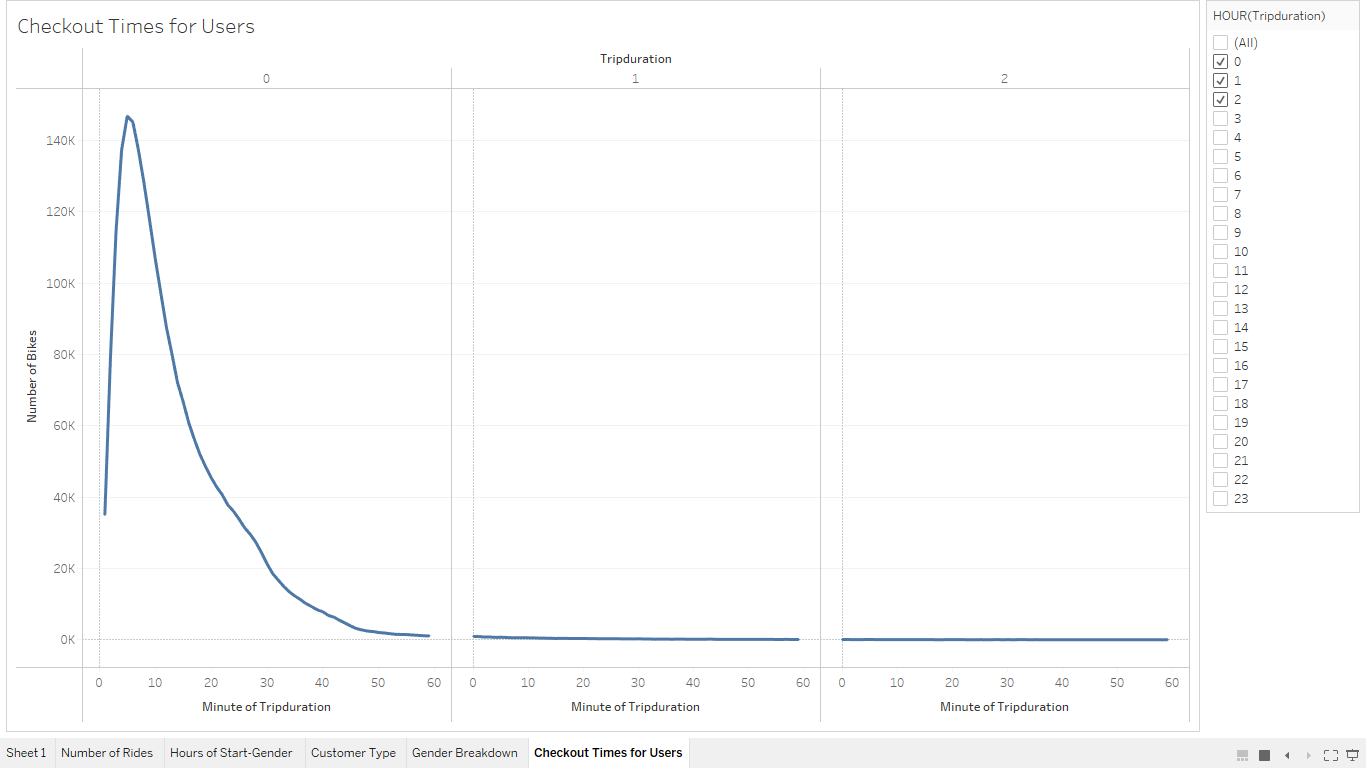 Checkout Times for Users
Tripduration
0 1 2
140K
120K
100K
80K
60K
40K
20K
0K
Number of Bikes
0 10 20 30 40 50 60 0 10 20 30 40 50 60 0 10 20 30 40 50 60
Minute of Tripduration Minute of Tripduration Minute of Tripduration
HOUR(Tripduration)
(All)
0
1
2
3
4
5
6
7
8
9
10
11
12
13
14
15
16
17
18
19
20
21
22
23
Sheet 1 Number of Rides Hours of Start-Gender Customer Type Gender Breakdown Checkout Times for Users